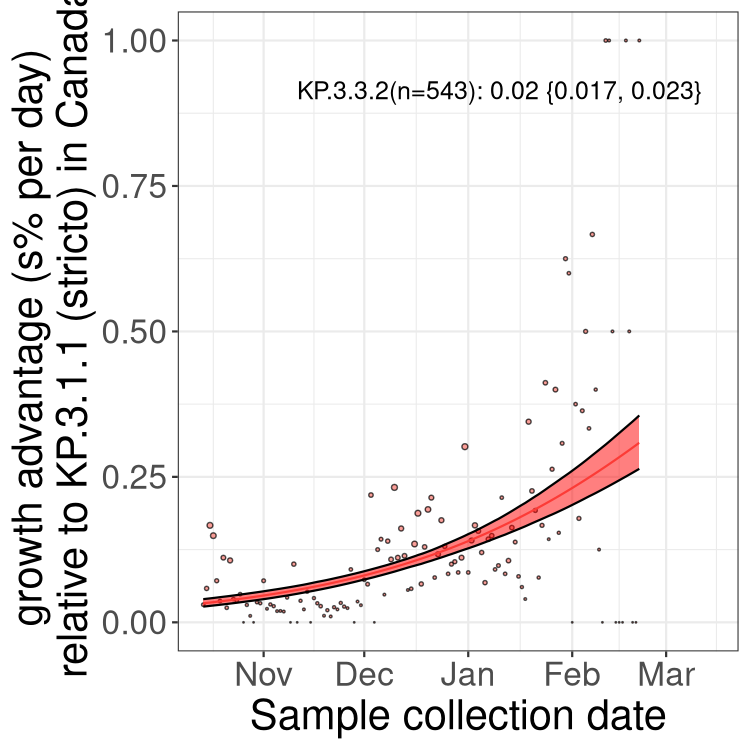 growth advantage (s% per day)
relative to KP.3.1.1 (stricto) in Canada
1.00
KP.3.3.2(n=543): 0.02 {0.017, 0.023}
0.75
0.50
0.25
0.00
Nov Dec Jan Feb Mar
Sample collection date